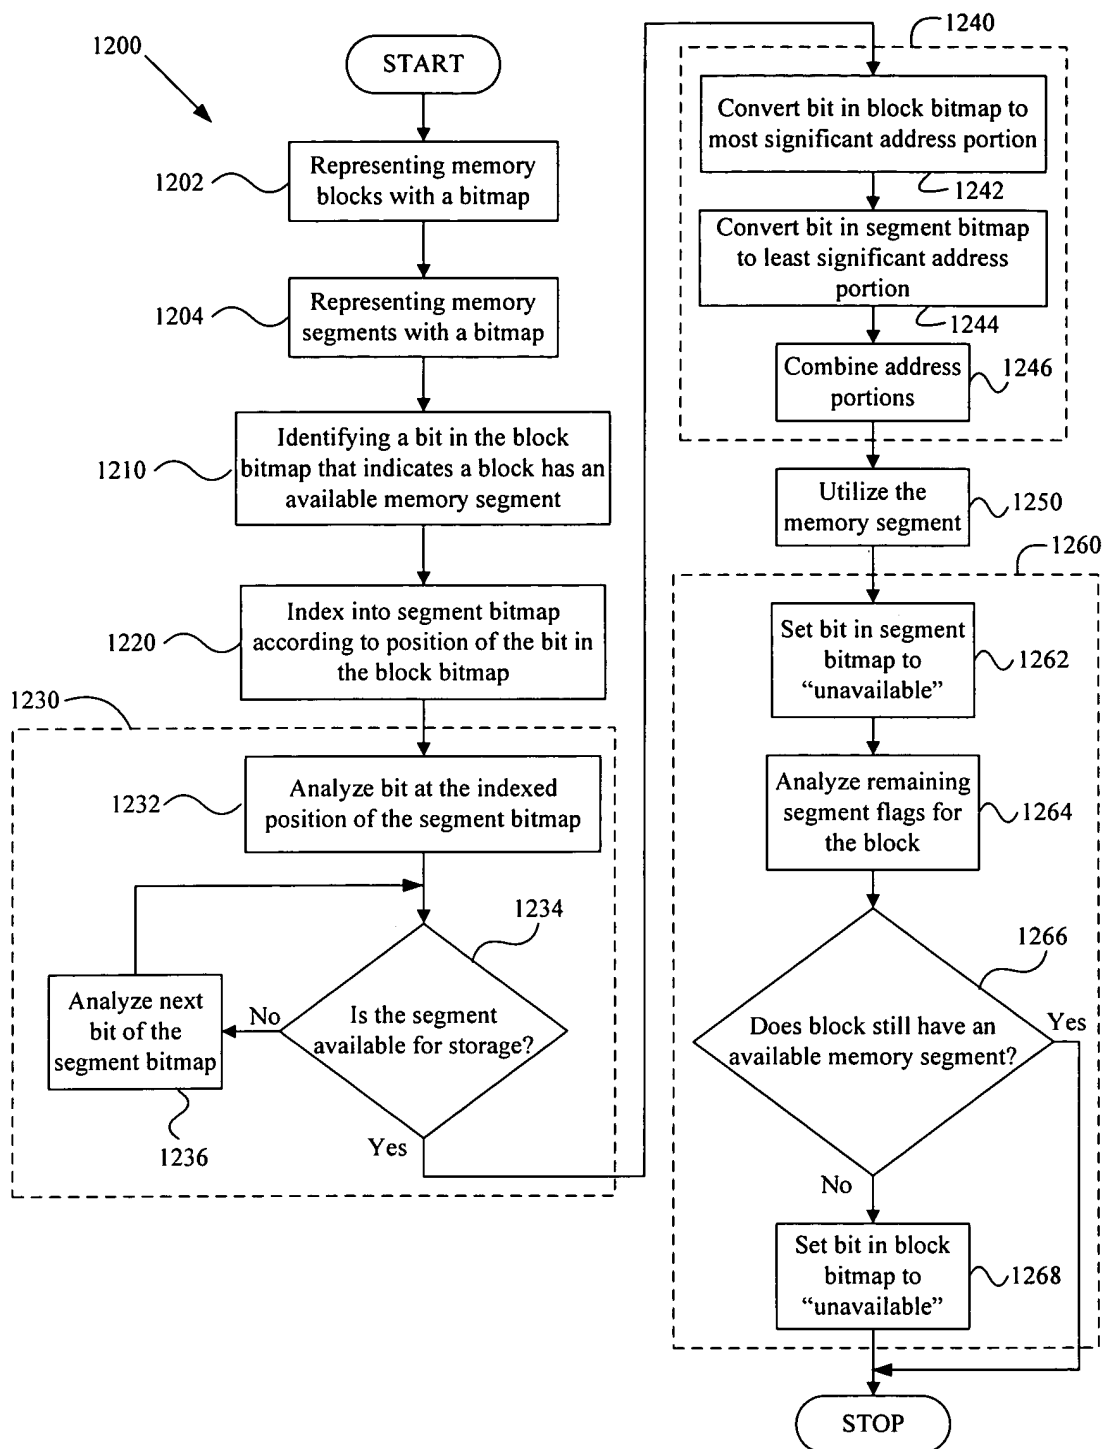 1200
START
Representing memory
blocks with a bitmap
1202
Representing memory
segments with a bitmap
1204
Identifying a bit in the block
bitmap that indicates a block has an
available memory segment
1210
Index into segment bitmap
according to position of the bit in
the block bitmap
1220
1230
Analyze bit at the indexed
position of the segment bitmap
1232
1234
Is the segment
available for storage?
No
Analyze next
bit of the
segment bitmap
1236
Yes
1240
Convert bit in block bitmap to
most significant address portion
1242
Convert bit in segment bitmap
to least significant address
portion
1244
Combine address
portions
1246
Utilize the
memory segment
1250
1260
Set bit in segment
bitmap to
“unavailable”
1262
Analyze remaining
segment flags for
the block
1264
1266
Does block still have an
available memory segment?
Yes
No
Set bit in block
bitmap to
“unavailable”
1268
STOP